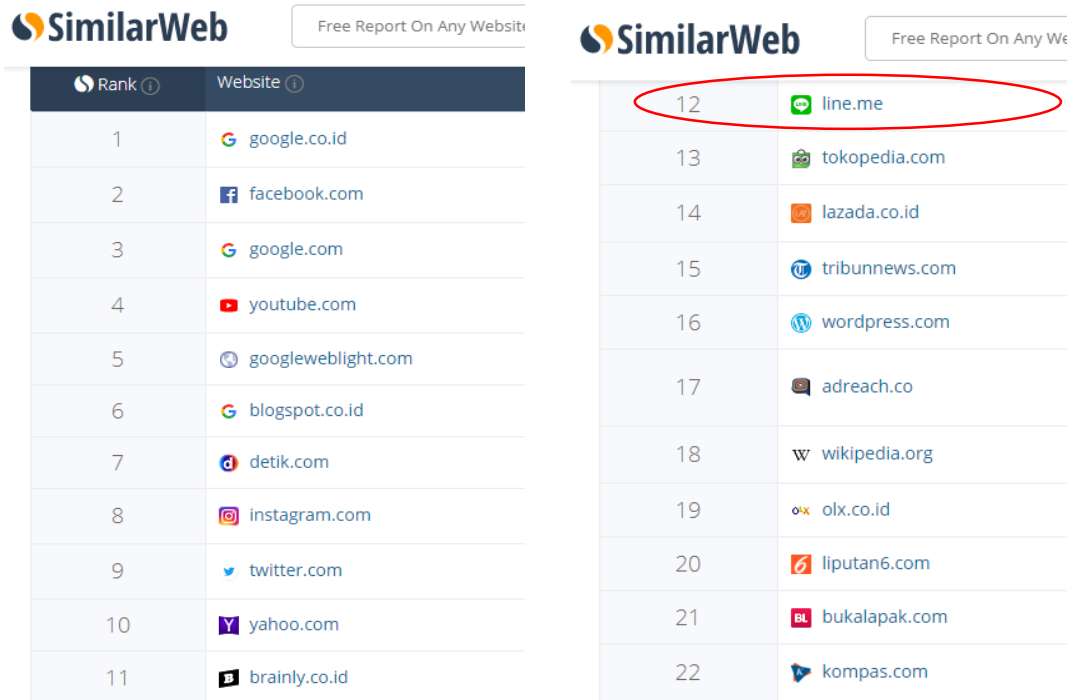 SimilarWeb
Free Report On Any Website
Rank Website
1 google.co.id
2 facebook.com
3 google.com
4 youtube.com
5 googleweblight.com
6 blogspot.co.id
7 detik.com
8 instagram.com
9 twitter.com
10 yahoo.com
11 brainly.co.id
SimilarWeb
Free Report On Any We
12 line.me
13 tokopedia.com
14 lazada.co.id
15 tribunnews.com
16 wordpress.com
17 adreach.co
18 wikipedia.org
19 olx.co.id
20 liputan6.com
21 bukalapak.com
22 kompas.com